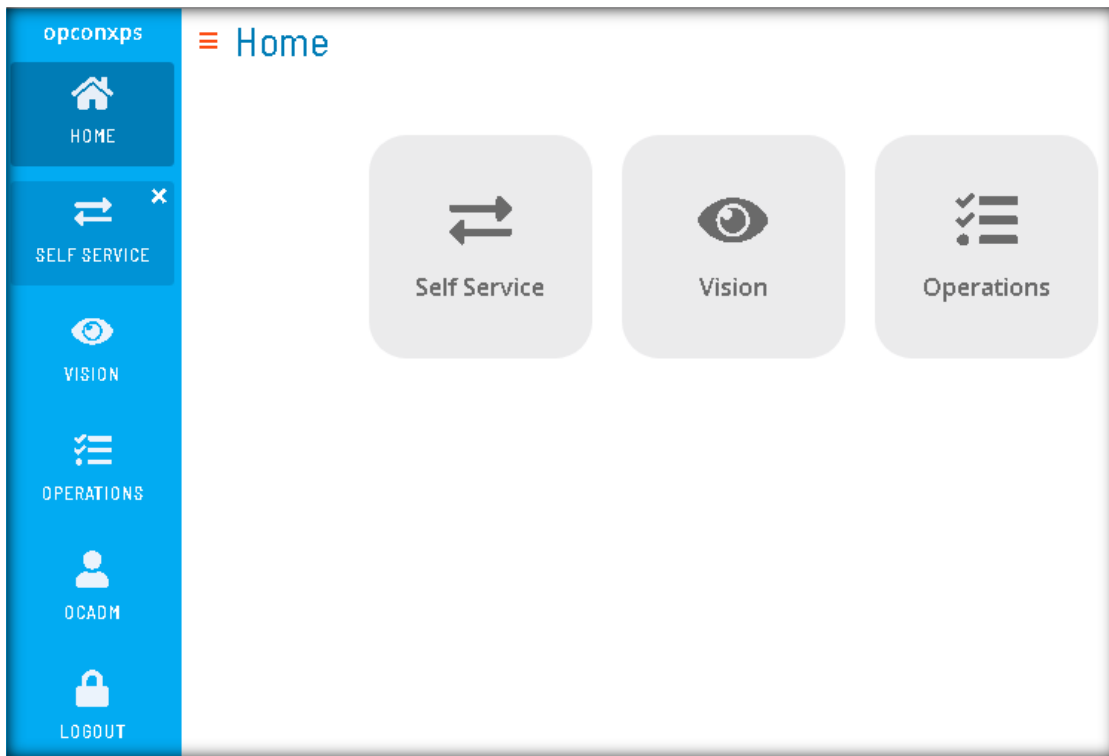 opconxps
HOME
SELF SERVICE
VISION
OPERATIONS
OCADM
LOGOUT
Home
Self Service
Vision
Operations